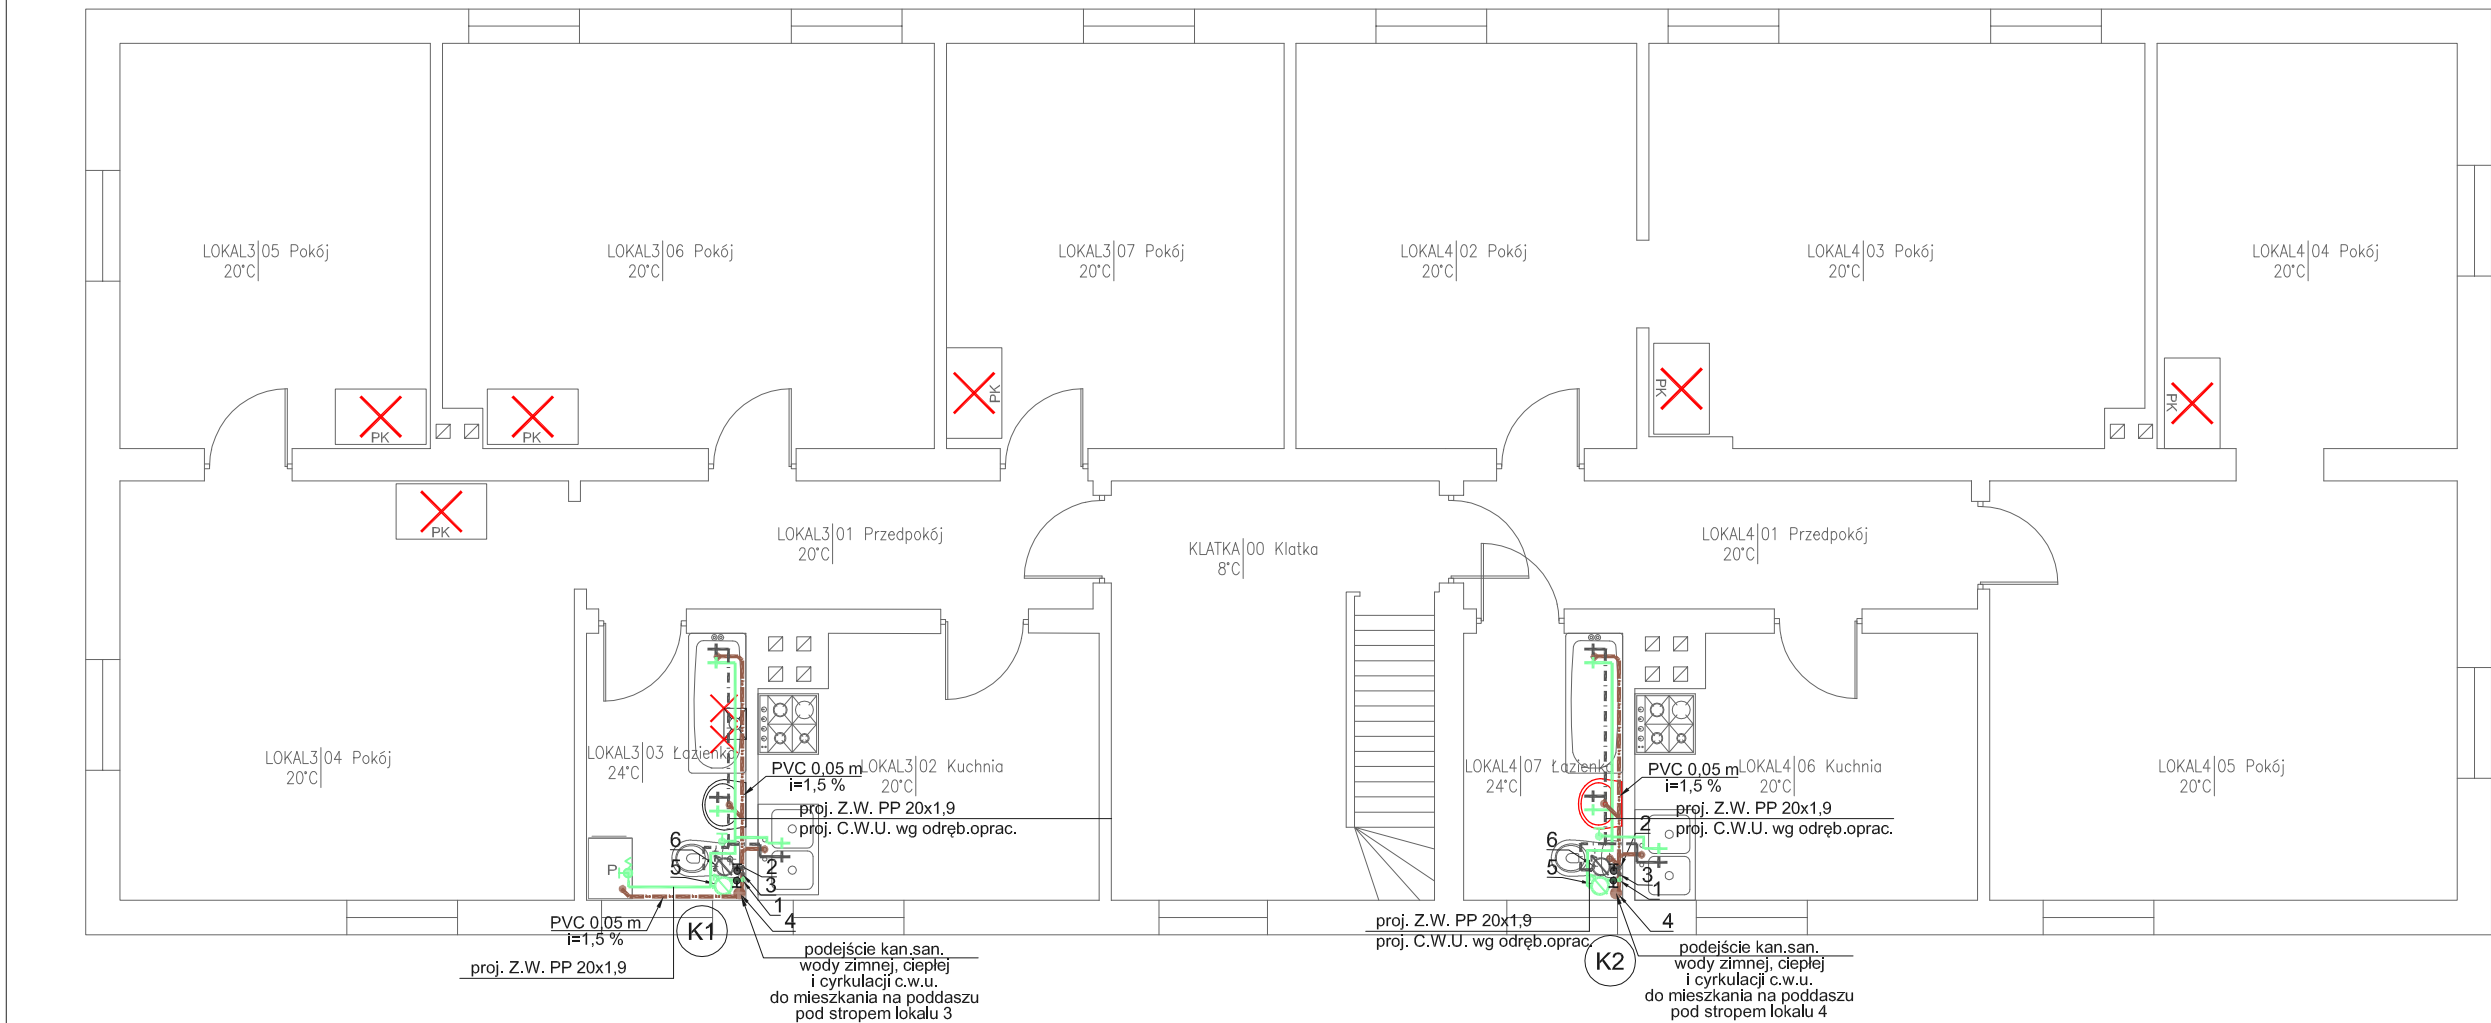 LOKAL3 05 Pokój
20°C
LOKAL3 06 Pokój
20°C
LOKAL3 07 Pokój
20°C
LOKAL4 02 Pokój
20°C
LOKAL4 03 Pokój
20°C
LOKAL4 04 Pokój
20°C
PK
PK
PK
PK
PK
PK
LOKAL3 01 Przedpokój
20°C
KLATKA 00 Klatka
8°C
LOKAL4 01 Przedpokój
20°C
LOKAL3 04 Pokój
20°C
LOKAL3 03 Łazienka
24°C
LOKAL3 02 Kuchnia
20°C
PVC 0,05 m
i=1,5 %
proj. Z.W. PP 20x1,9
proj. C.W.U. wg odręb.oprac.
LOKAL4 07 Łazienka
24°C
LOKAL4 06 Kuchnia
20°C
PVC 0,05 m
i=1,5 %
proj. Z.W. PP 20x1,9
proj. C.W.U. wg odręb.oprac.
LOKAL4 05 Pokój
20°C
P
6
5
2
3
1
4
6
5
2
3
1
4
PVC 0,05 m
i=1,5 %
K1
proj. Z.W. PP 20x1,9
podejście kan.san.
wody zimnej, ciepłej
i cyrkulacji c.w.u.
do mieszkania na poddaszu
pod stropem lokalu 3
proj. Z.W. PP 20x1,9
proj. C.W.U. wg odręb.oprac.
K2
podejście kan.san.
wody zimnej, ciepłej
i cyrkulacji c.w.u.
do mieszkania na poddaszu
pod stropem lokalu 4